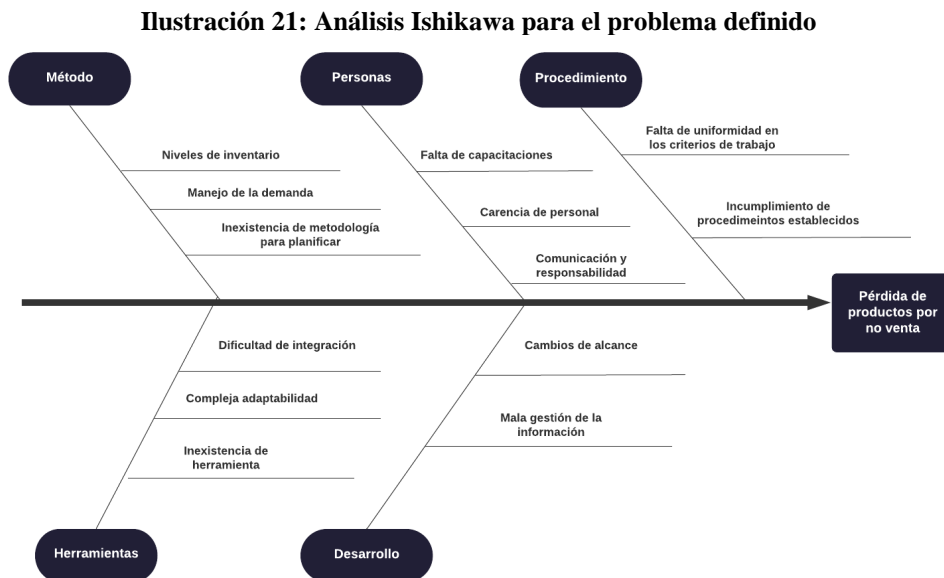 Ilustración 21: Análisis Ishikawa para el problema definido
Método
Personas
Procedimiento
Niveles de inventario
Manejo de la demanda
Inexistencia de metodología
para planificar
Falta de capacitaciones
Carencia de personal
Comunicación y
responsabilidad
Falta de uniformidad en
los criterios de trabajo
Incumplimiento de
procedimeintos establecidos
Pérdida de
productos por
no venta
Dificultad de integración
Compleja adaptabilidad
Inexistencia de
herramienta
Cambios de alcance
Mala gestión de la
información
Herramientas
Desarrollo